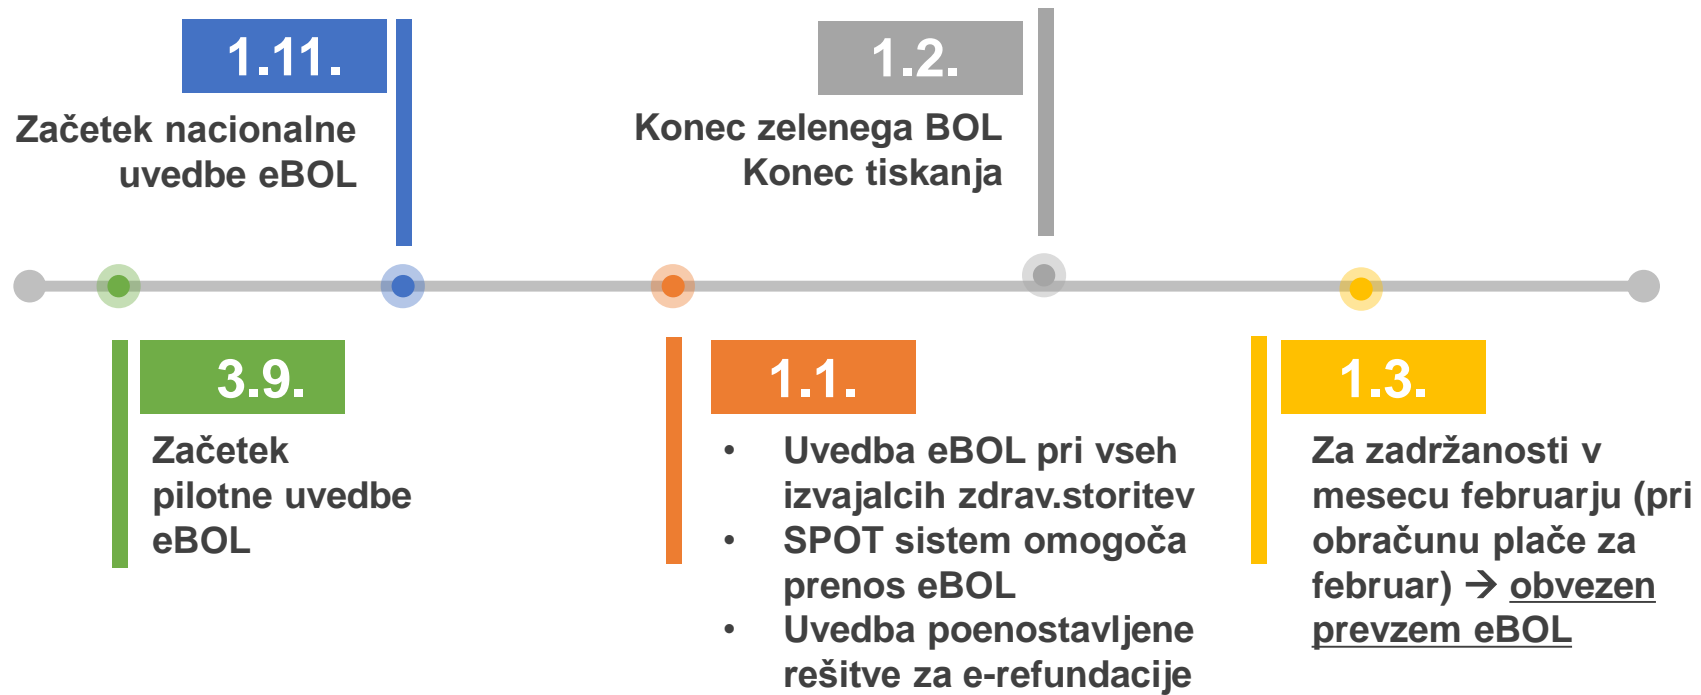 1.11.
Začetek nacionalne
uvedbe eBOL
1.2.
Konec zelenega BOL
Konec tiskanja
3.9.
Začetek
pilotne uvedbe
eBOL
1.1.
• Uvedba eBOL pri vseh
izvajalcih zdrav.storitev
• SPOT sistem omogoča
prenos eBOL
• Uvedba poenostavljene
rešitve za e-refundacije
1.3.
Za zadržanosti v
mesecu februarju (pri
obračunu plače za
februar) → obvezen
prevzem eBOL